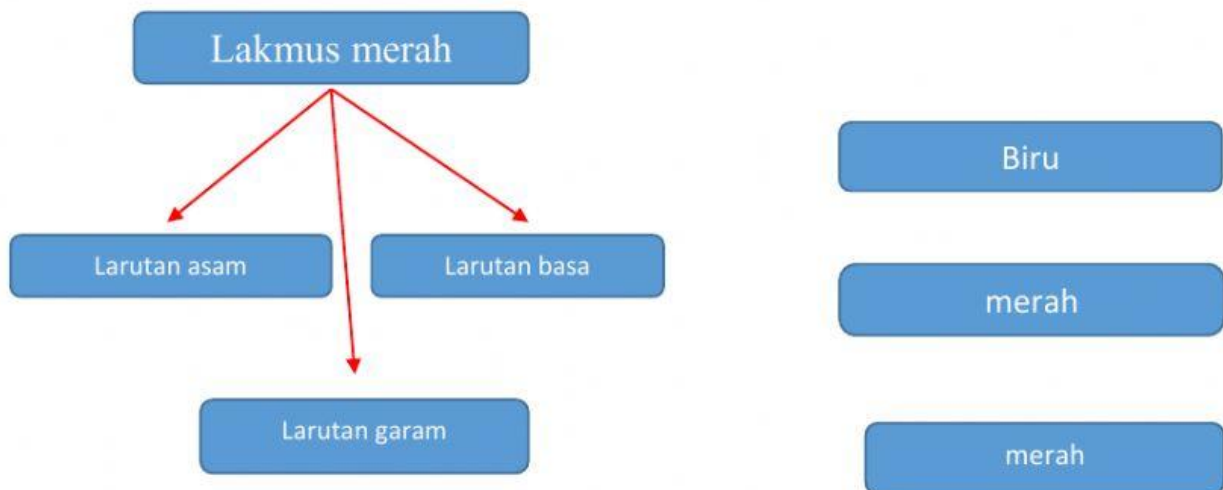 Lakmus merah
Larutan asam
Larutan basa
Larutan garam
Biru
merah
merah